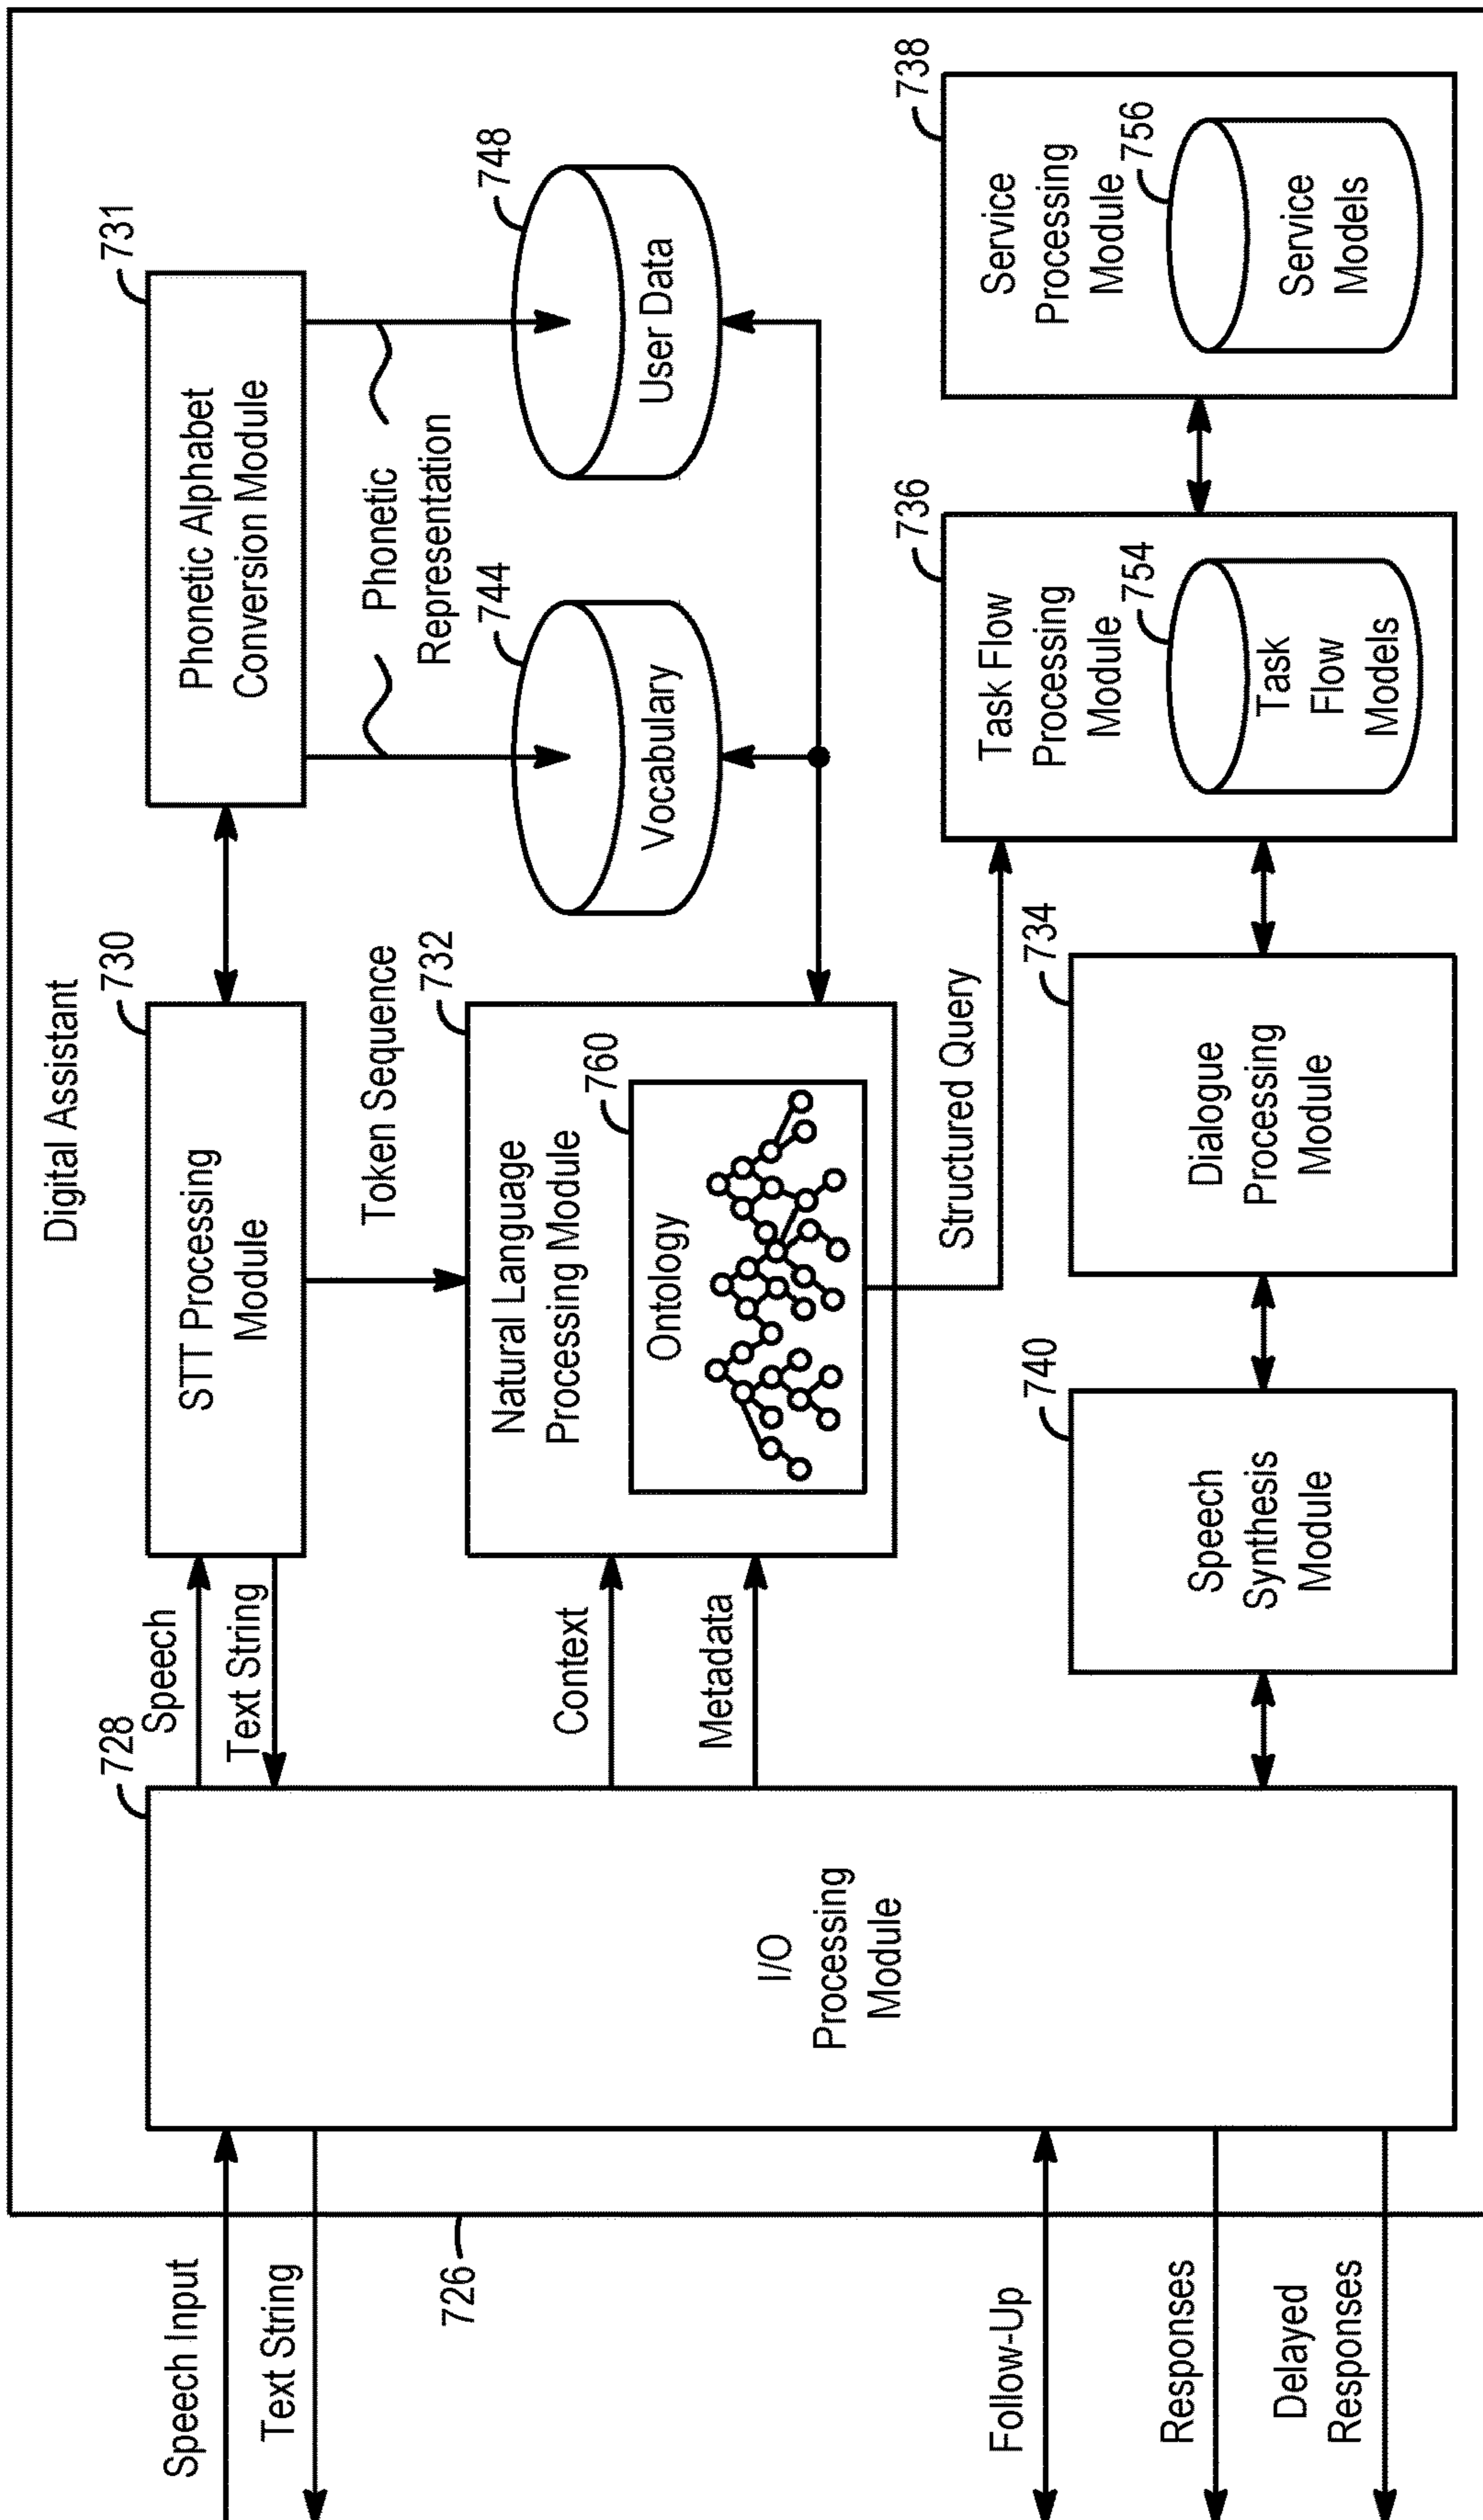 Digital Assistant
Speech Input
Text String
726
728
I/O
Processing
Module
Speech
Text String
730
STT Processing
Module
731
Phonetic Alphabet
Conversion Module
Token Sequence
Phonetic
Representation
Context
Metadata
732
Natural Language
Processing Module
760
Ontology
744
Vocabulary
748
User Data
Structured Query
Follow-Up
Responses
Delayed
Responses
740
Speech
Synthesis
Module
734
Dialogue
Processing
Module
736
Task Flow
Processing
Module
754
Task
Flow
Models
738
Service
Processing
Module
756
Service
Models